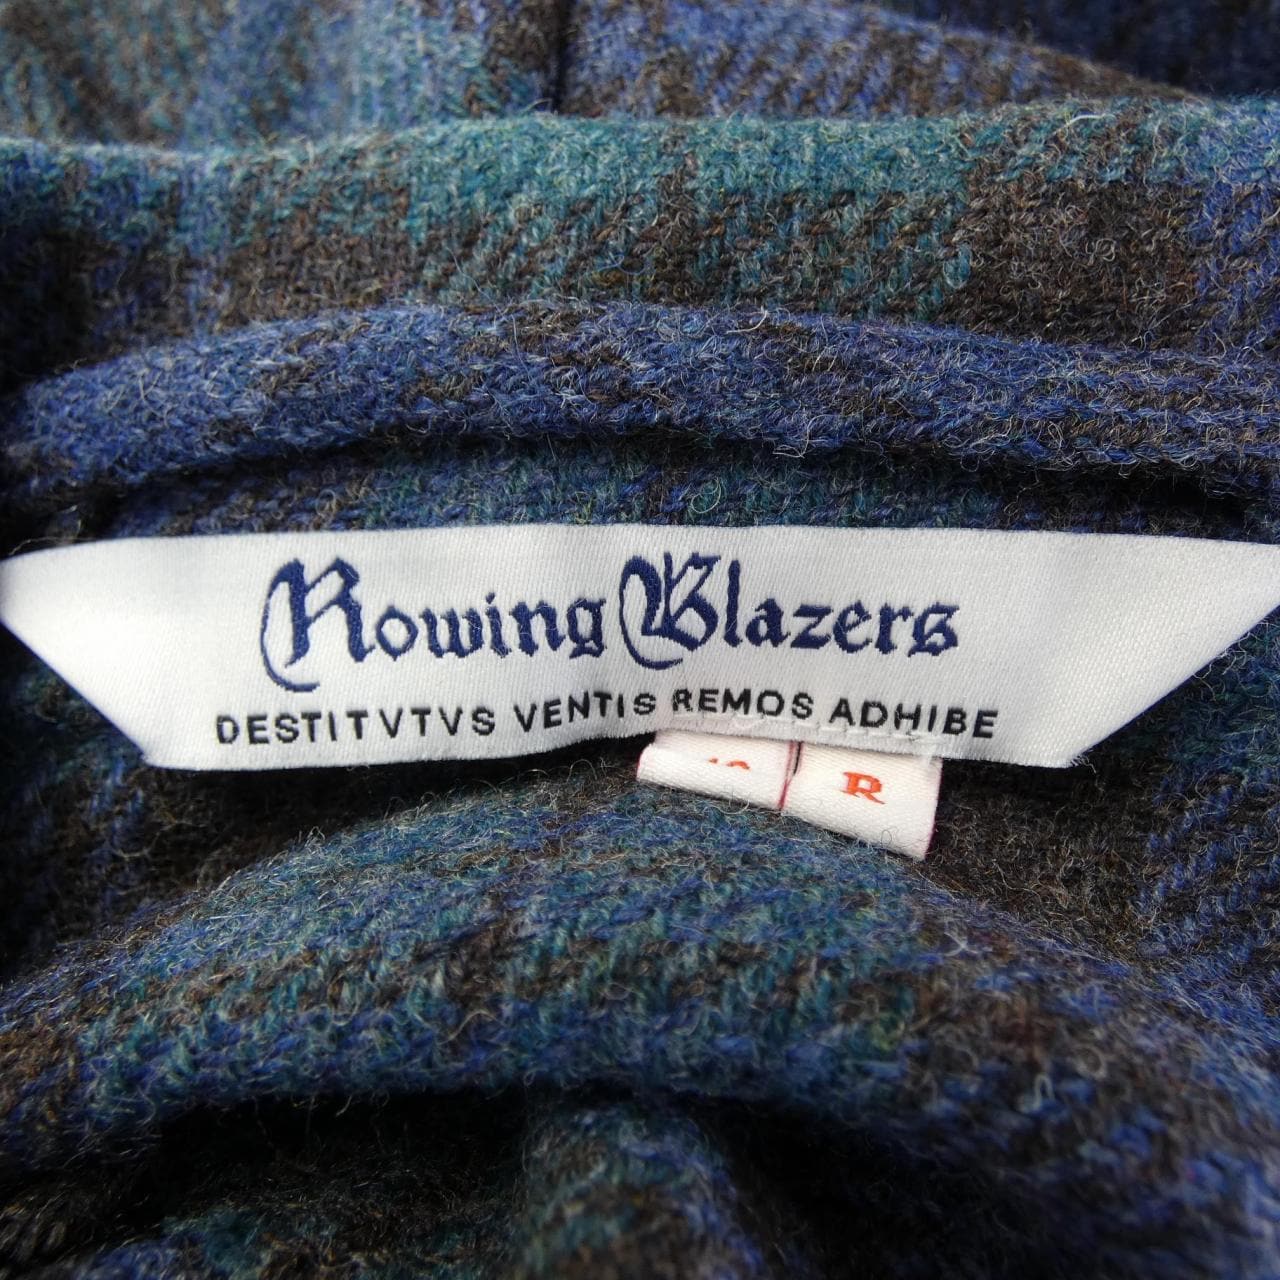 Rowing Blazers
DESTITVTVS VENTIS REMOS ADHIBE
R